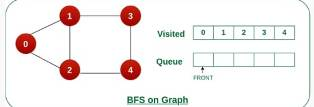 1 3
Visited 0 1 2 3 4
0
Queue
2 4
FRONT
BFS on Graph